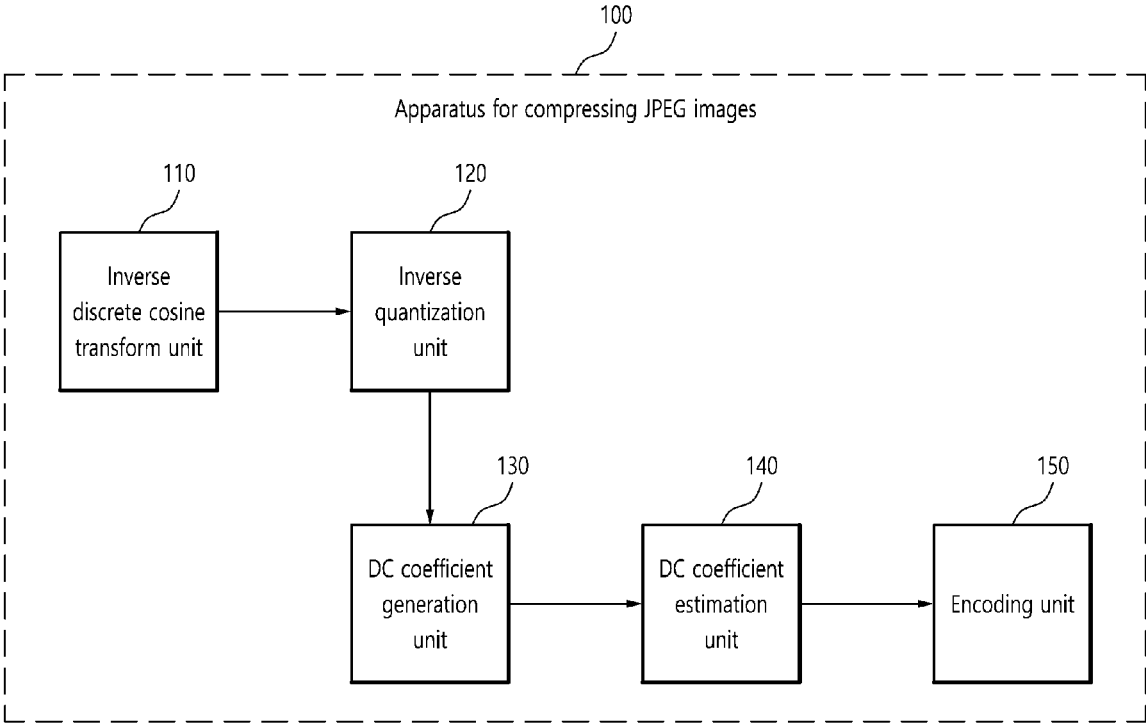 100
Apparatus for compressing JPEG images
110
120
Inverse
discrete cosine
transform unit
Inverse
quantization
unit
130
140
150
DC coefficient
generation
unit
DC coefficient
estimation
unit
Encoding unit